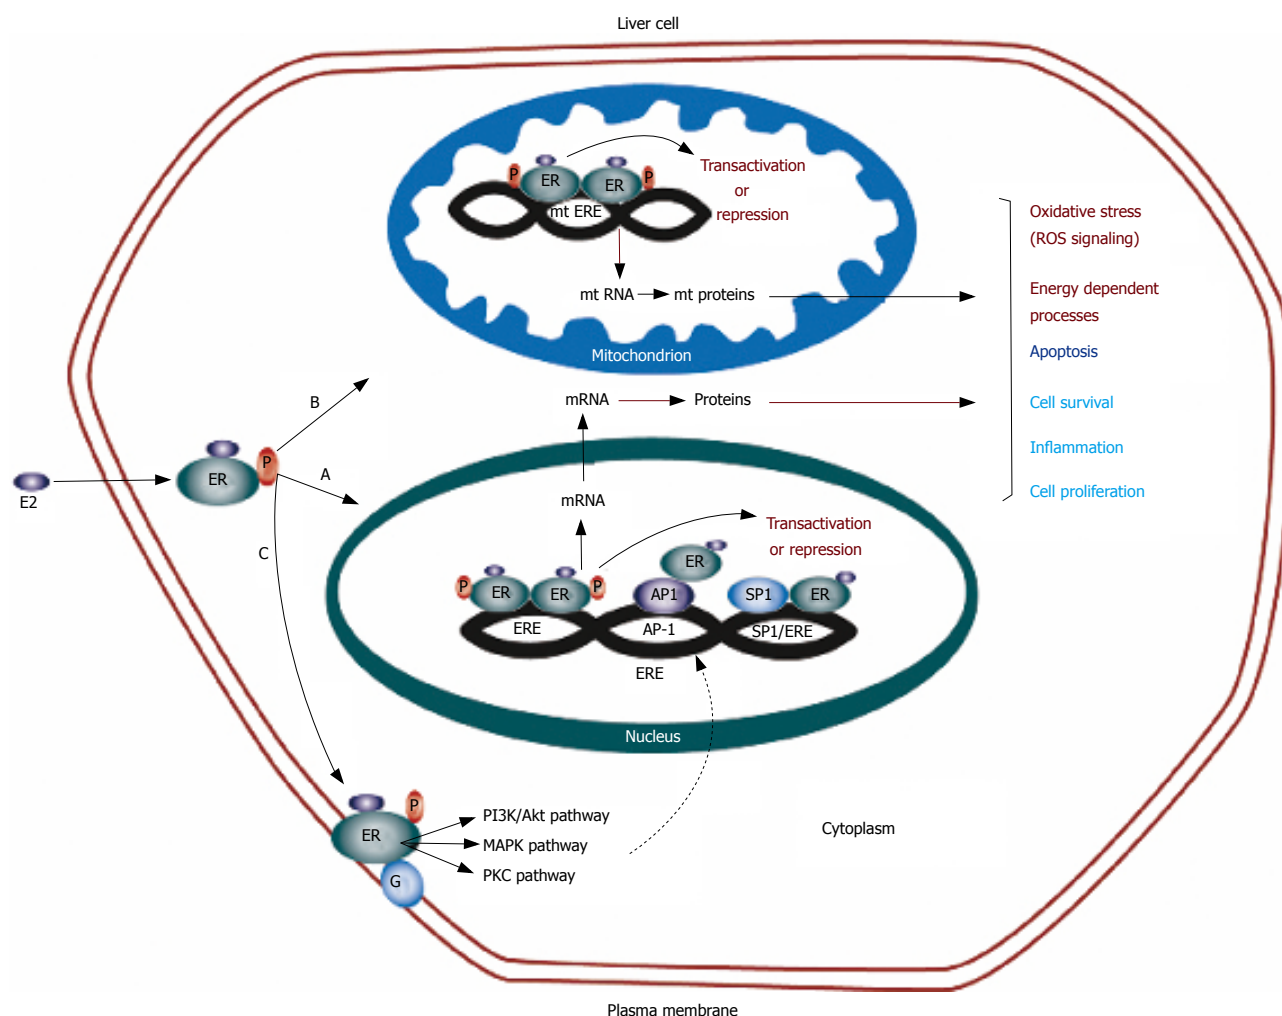 Liver cell
Transactivation
or
repression
P
ER
ER
P
mt ERE
mt RNA
mt proteins
Mitochondrion
Oxidative stress
(ROS signaling)
Energy dependent
processes
Apoptosis
Cell survival
Inflammation
Cell proliferation
B
mRNA
Proteins
E2
ER
P
A
C
mRNA
Transactivation
or repression
P
ER
ER
P
ER
AP1
SP1
ER
ERE
AP-1
SP1/ERE
ERE
Nucleus
ER
P
G
PI3K/Akt pathway
MAPK pathway
PKC pathway
Cytoplasm
Plasma membrane